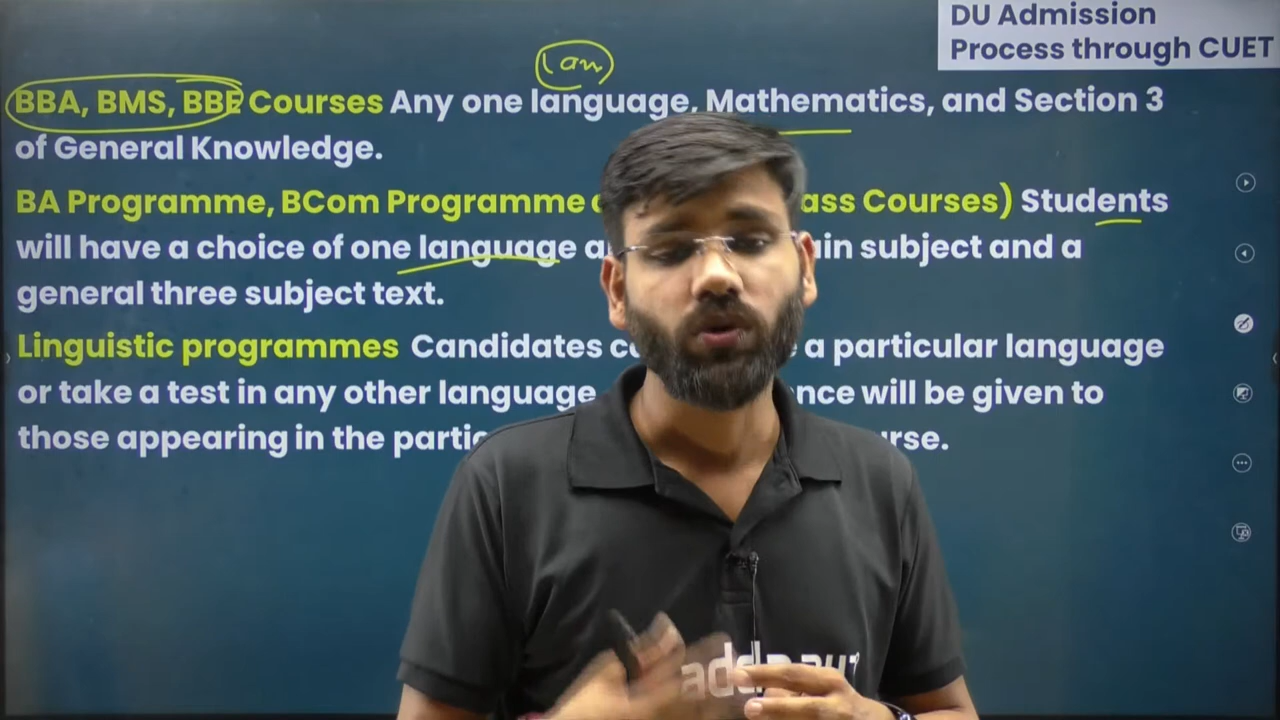 DU Admission
Process through CUET
(an)
BBA, BMS, BBE Courses Any one language, Mathematics, and Section 3
of General Knowledge.
BA Programme, BCom Programme ass Courses) Students
will have a choice of one language ain subject and a
general three subject text.
Linguistic programmes Candidates a particular language
or take a test in any other language nce will be given to
those appearing in the partic urse.
adda